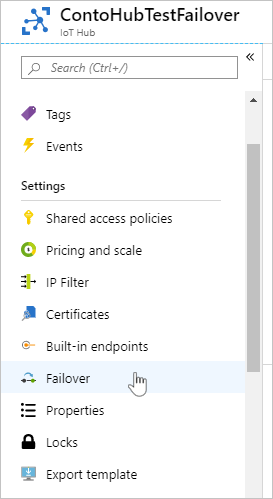 ContoHubTestFailover
IoT Hub
Search (Ctrl+/)
«
Tags
Events
Settings
Shared access policies
Pricing and scale
IP Filter
Certificates
Built-in endpoints
Failover
Properties
Locks
Export template